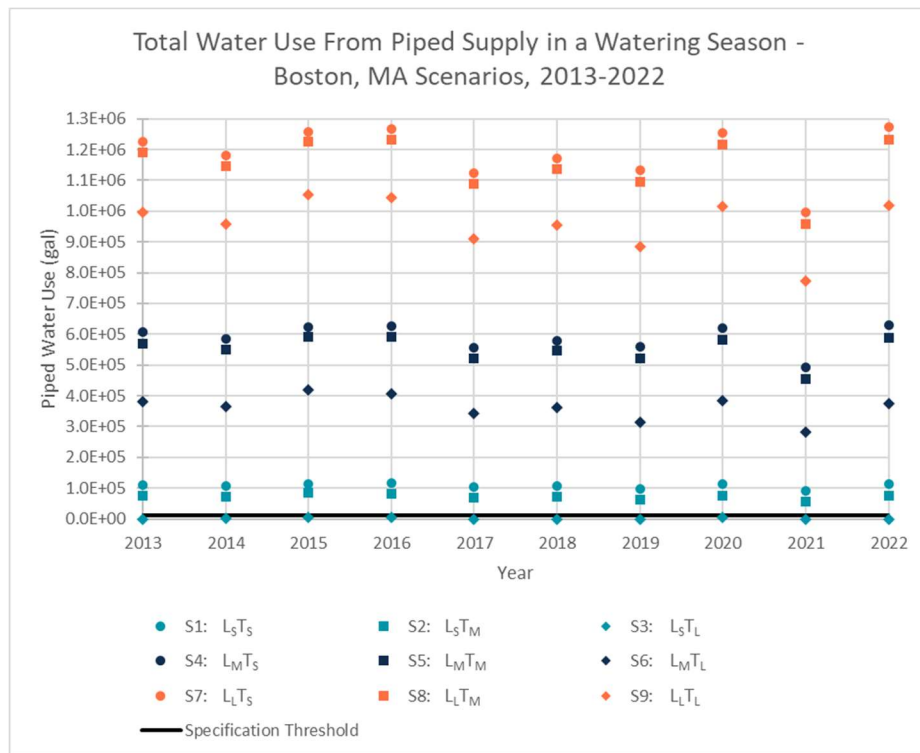 Total Water Use From Piped Supply in a Watering Season -
Boston, MA Scenarios, 2013-2022
Piped Water Use (gal)
1.3E+06
1.2E+06
1.1E+06
1.0E+06
9.0E+05
8.0E+05
7.0E+05
6.0E+05
5.0E+05
4.0E+05
3.0E+05
2.0E+05
1.0E+05
0.0E+00
2013 2014 2015 2016 2017 2018 2019 2020 2021 2022
Year
S1: LSTS S2: LSTM S3: LSTL
S4: LMTS S5: LMTM S6: LMTL
S7: LLTS S8: LLTM S9: LLTL
Specification Threshold